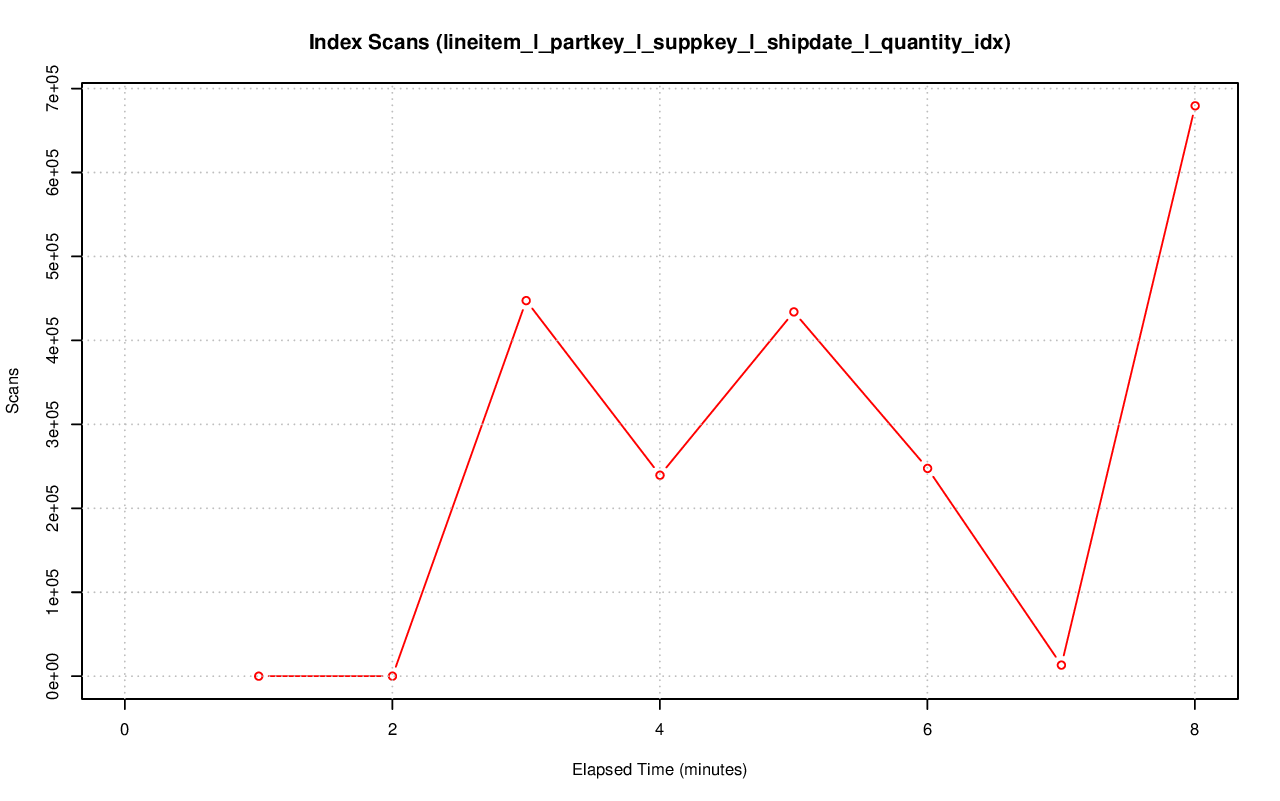 Index Scans (lineitem_l_partkey_l_suppkey_l_shipdate_l_quantity_idx)
7e+05
6e+05
5e+05
4e+05
3e+05
2e+05
1e+05
0e+00
Scans
0 2 4 6 8
Elapsed Time (minutes)